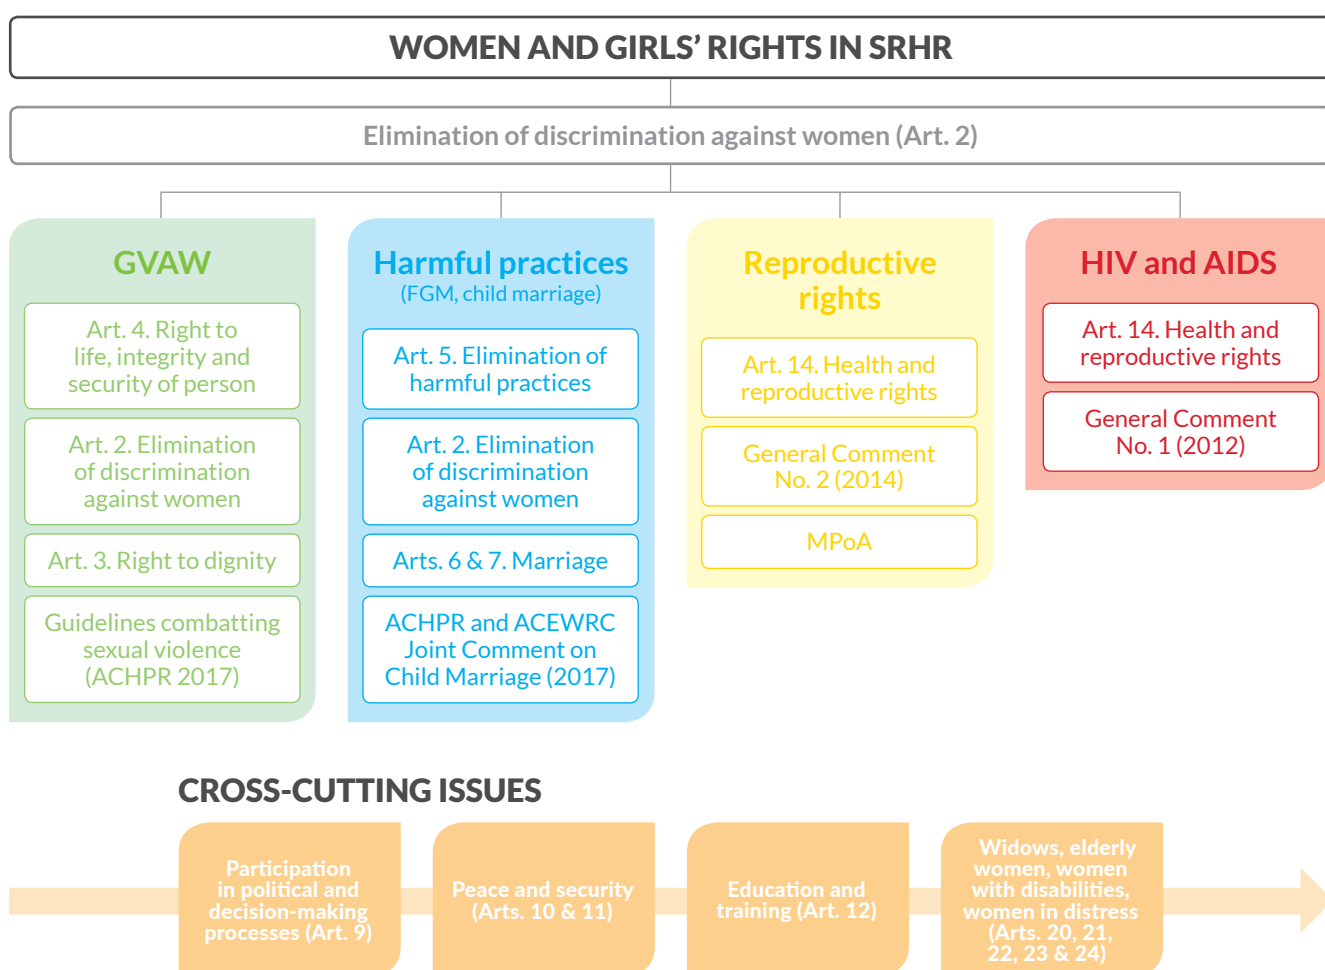 WOMEN AND GIRLS’ RIGHTS IN SRHR
Elimination of discrimination against women (Art. 2)
GVAW
Art. 4. Right to
life, integrity and
security of person
Art. 2. Elimination
of discrimination
against women
Art. 3. Right to dignity
Guidelines combatting
sexual violence
(ACHPR 2017)
Harmful practices
(FGM, child marriage)
Art. 5. Elimination of
harmful practices
Art. 2. Elimination
of discrimination
against women
Arts. 6 & 7. Marriage
ACHPR and ACEWRC
Joint Comment on
Child Marriage (2017)
Reproductive
rights
Art. 14. Health and
reproductive rights
General Comment
No. 2 (2014)
MPoA
HIV and AIDS
Art. 14. Health and
reproductive rights
General Comment
No. 1 (2012)
CROSS-CUTTING ISSUES
Participation
in political and
decision-making
processes (Art. 9)
Peace and security
(Arts. 10 & 11)
Education and
training (Art. 12)
Widows, elderly
women, women
with disabilities,
women in distress
(Arts. 20, 21,
22, 23 & 24)